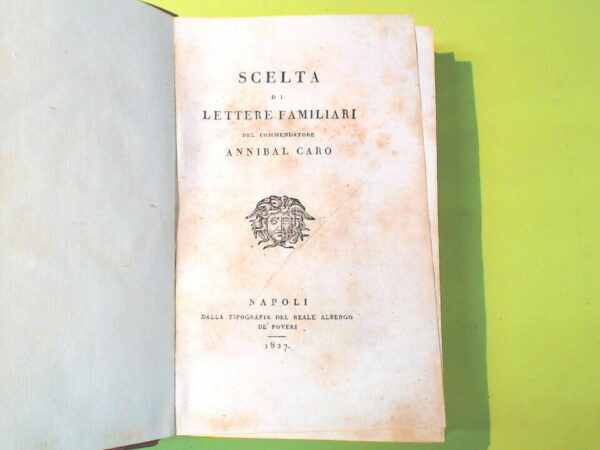 SCELTA
DI
LETTERE FAMILIARI
DEL COMMENDATORE
ANNIBAL CARO
NAPOLI
DALLA TIPOGRAFIA DEL REALE ALBERGO
DE' POVERI
1827.